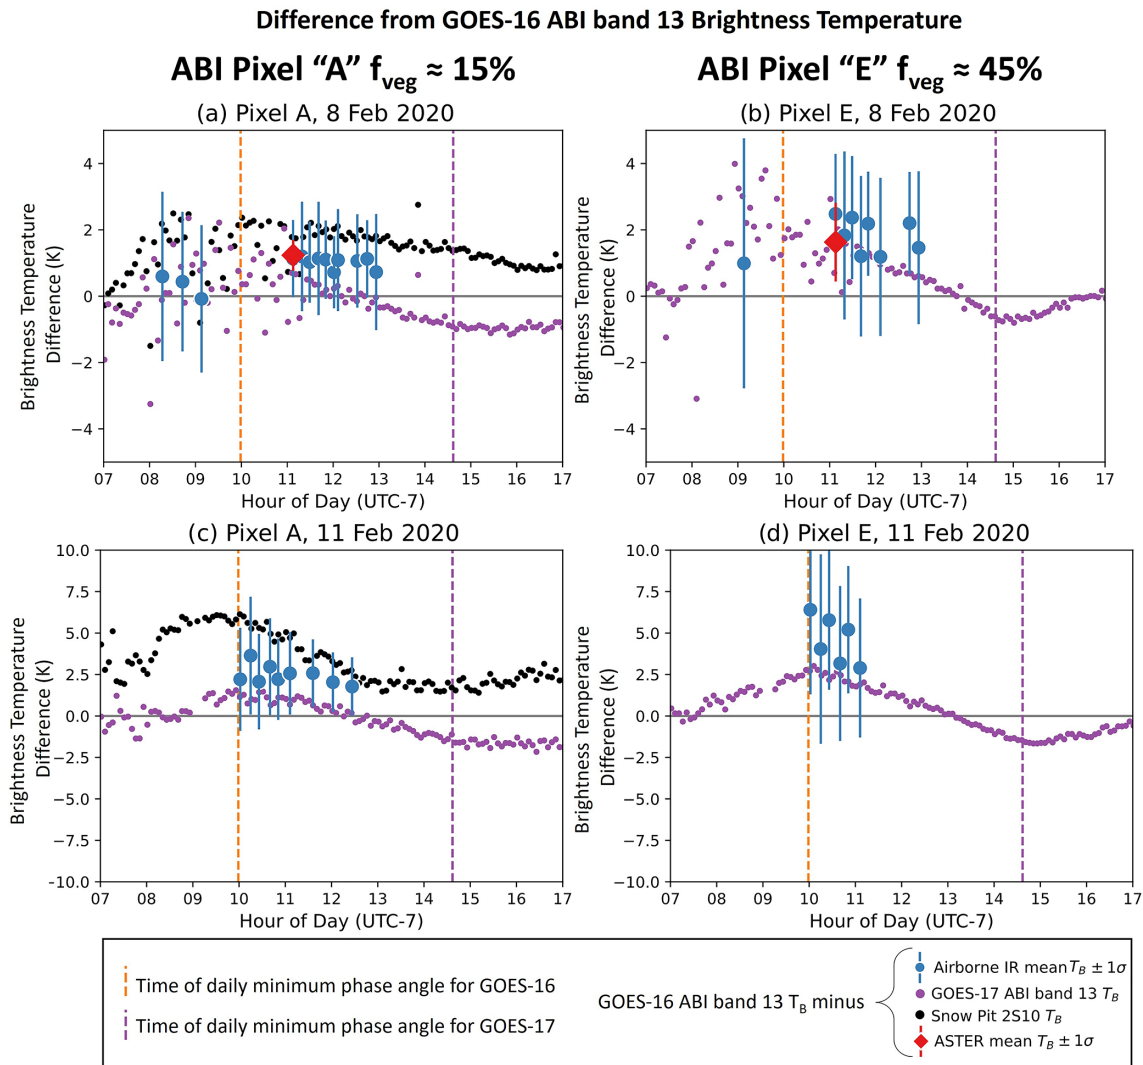 Difference from GOES-16 ABI band 13 Brightness Temperature
ABI Pixel “A” fveg ≈ 15%
ABI Pixel “E” fveg ≈ 45%
(a) Pixel A, 8 Feb 2020
Brightness Temperature
Difference (K)
4
2
0
−2
−4
07 08 09 10 11 12 13 14 15 16 17
Hour of Day (UTC-7)
(b) Pixel E, 8 Feb 2020
Brightness Temperature
Difference (K)
4
2
0
−2
−4
07 08 09 10 11 12 13 14 15 16 17
Hour of Day (UTC-7)
(c) Pixel A, 11 Feb 2020
Brightness Temperature
Difference (K)
10.0
7.5
5.0
2.5
0.0
−2.5
−5.0
−7.5
-10.0
07 08 09 10 11 12 13 14 15 16 17
Hour of Day (UTC-7)
(d) Pixel E, 11 Feb 2020
Brightness Temperature
Difference (K)
10.0
7.5
5.0
2.5
0.0
−2.5
−5.0
−7.5
−10.0
07 08 09 10 11 12 13 14 15 16 17
Hour of Day (UTC-7)
Time of daily minimum phase angle for GOES-16
Time of daily minimum phase angle for GOES-17
GOES-16 ABI band 13 TB minus
Airborne IR mean TB ± 1σ
GOES-17 ABI band 13 TB
Snow Pit 2S10 TB
ASTER mean TB ± 1σ